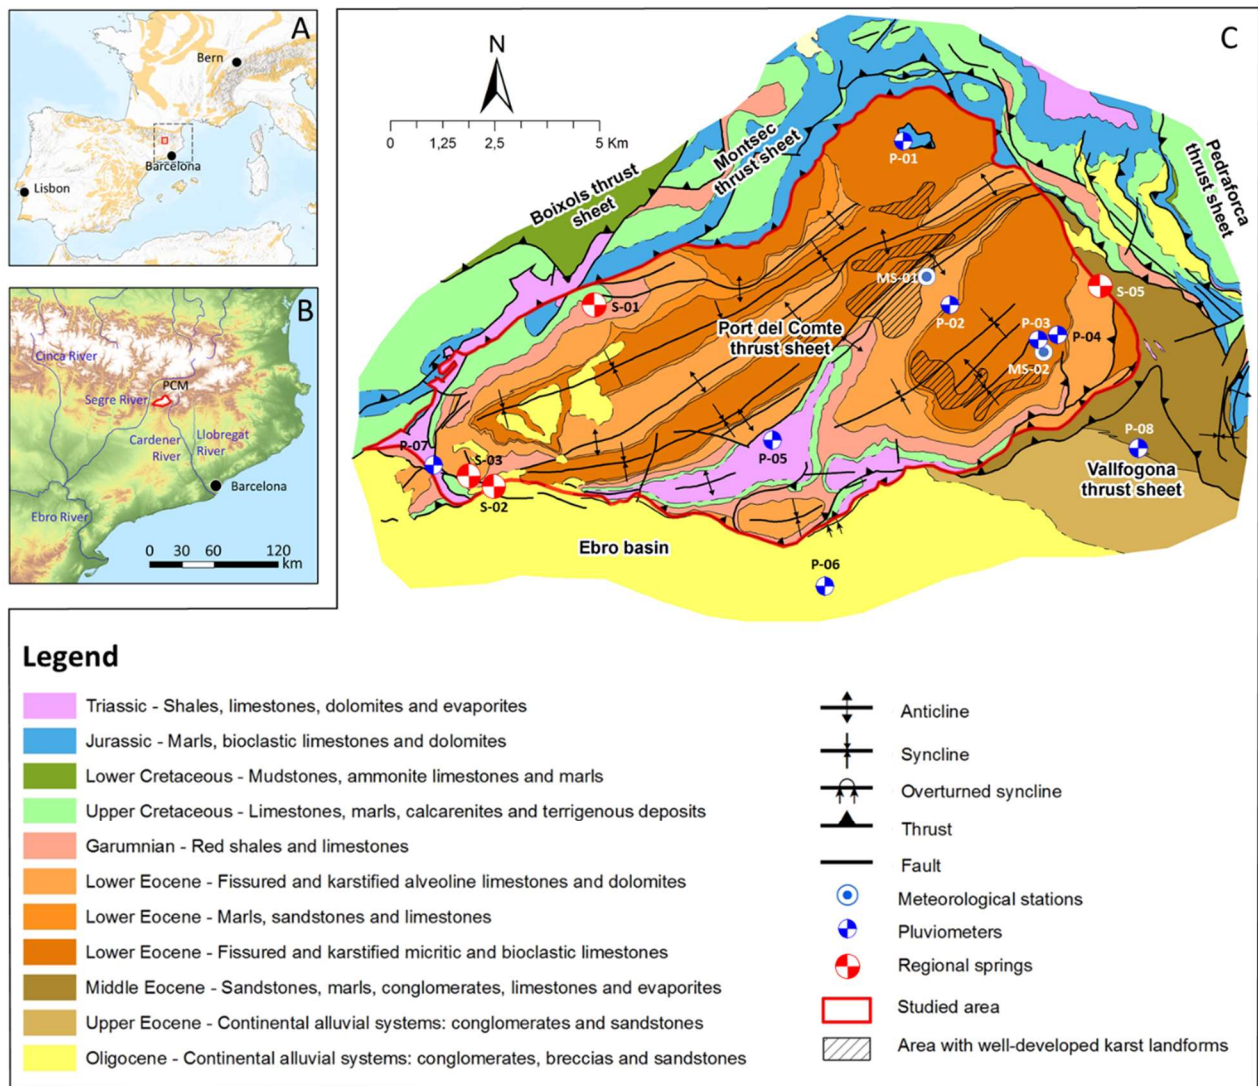 A
Bern
Barcelona
Lisbon
B
Cinca River
PCM
Segre River
Cardener
River
Llobregat
River
Barcelona
Ebro River
0 30 60 120
km
C
N
0 1,25 2,5 5 Km
Boixols thrust
sheet
Montsec
thrust sheet
Pedraforca
thrust sheet
P-01
MS-01
S-01
S-05
P-02
P-03
P-04
MS-02
Port del Comte
thrust sheet
P-07
S-03
S-02
P-05
P-08
Vallfogona
thrust sheet
Ebro basin
P-06
Legend
Triassic - Shales, limestones, dolomites and evaporites
Jurassic - Marls, bioclastic limestones and dolomites
Lower Cretaceous - Mudstones, ammonite limestones and marls
Upper Cretaceous - Limestones, marls, calcarenites and terrigenous deposits
Garumnian - Red shales and limestones
Lower Eocene - Fissured and karstified alveoline limestones and dolomites
Lower Eocene - Marls, sandstones and limestones
Lower Eocene - Fissured and karstified micritic and bioclastic limestones
Middle Eocene - Sandstones, marls, conglomerates, limestones and evaporites
Upper Eocene - Continental alluvial systems: conglomerates and sandstones
Oligocene - Continental alluvial systems: conglomerates, breccias and sandstones
Anticline
Syncline
Overturned syncline
Thrust
Fault
Meteorological stations
Pluviometers
Regional springs
Studied area
Area with well-developed karst landforms